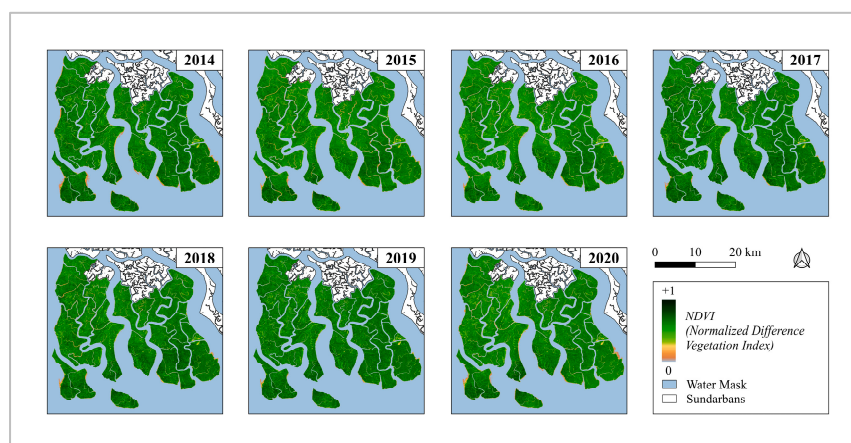 2014
2015
2016
2017
2018
2019
2020
0 10 20 km
+1
NDVI
(Normalized Difference
Vegetation Index)
0
Water Mask
Sundarbans